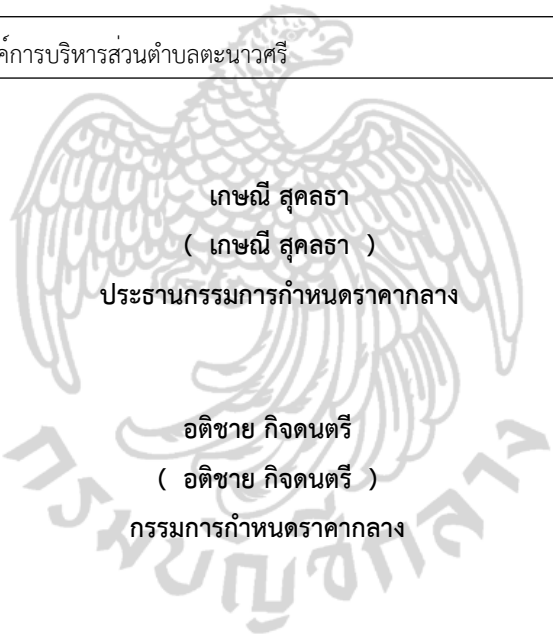 ค์การบริหารส่วนตำบลตะนาวศรี
เกษณี สุคลธา
( เกษณี สุคลธา )
ประธานกรรมการกำหนดราคากลาง
อติชาย กิจดนตรี
( อติชาย กิจดนตรี )
กรรมการกำหนดราคากลาง
กรมบัญชีกลาง